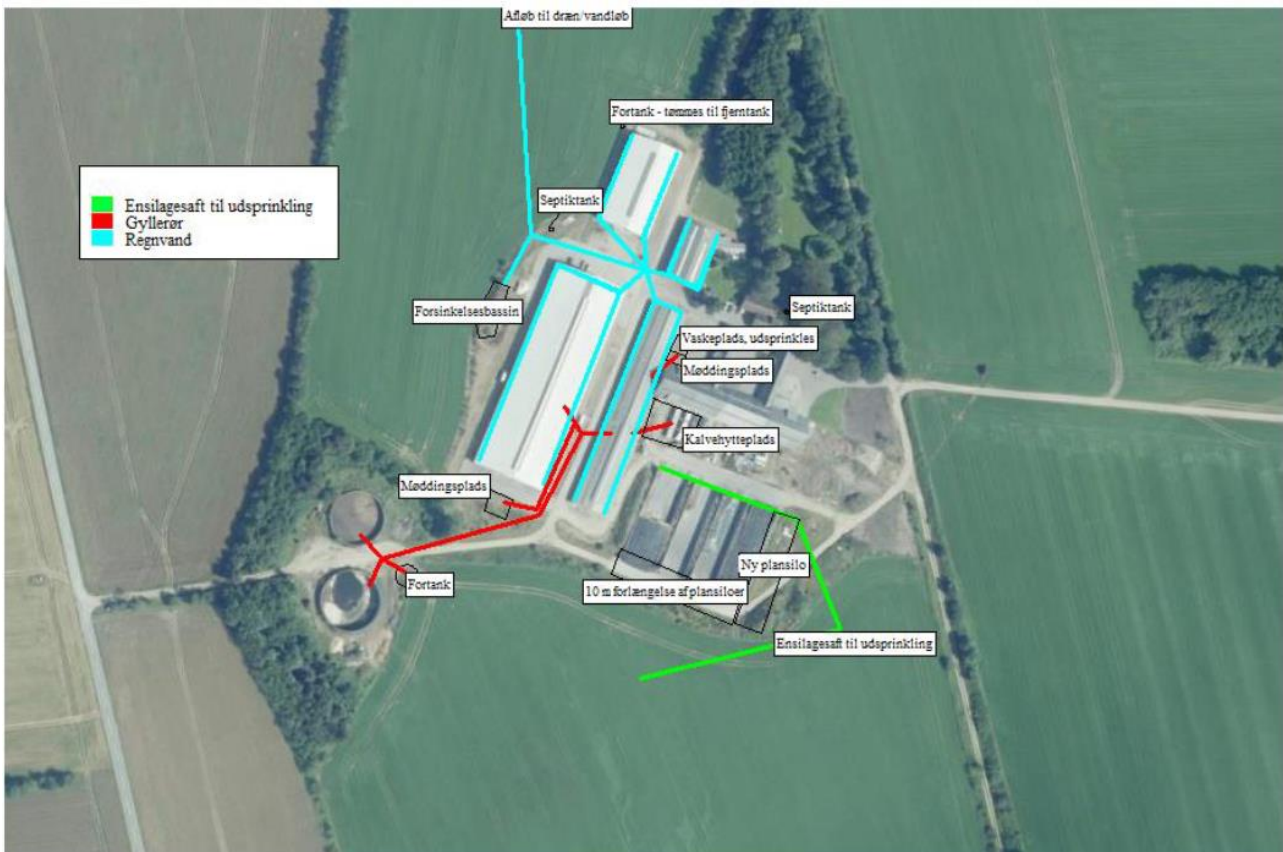 Afløb til dræn/vandløb
Fortank - tømmes til fjerntank
Ensilagesaft til udsprinkling
Gyllerør
Regnvand
Septiktank
Forsinkelsesbassin
Septiktank
Vaskeplads, udsprinkles
Møddingsplads
Kalvehytteplads
Møddingsplads
Ny plansilo
Fortank
10 m forlængelse af plansiloer
Ensilagesaft til udsprinkling